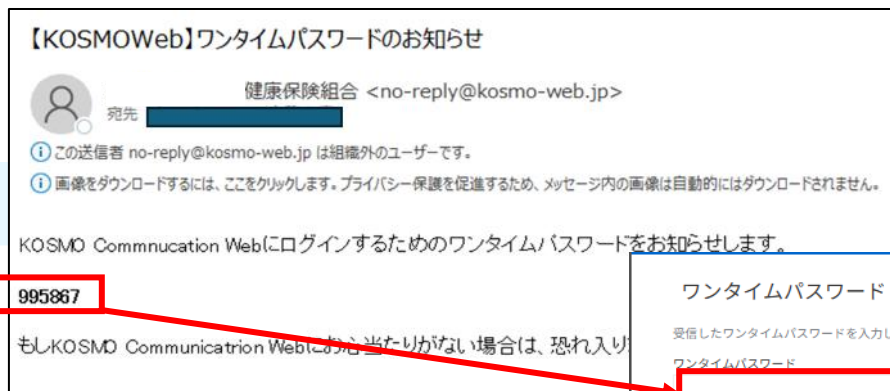 【KOSMOWeb】ワンタイムパスワードのお知らせ
健康保険組合 <no-reply@kosmo-web.jp>
宛先
この送信者 no-reply@kosmo-web.jp は組織外のユーザーです。
画像をダウンロードするには、ここをクリックします。プライバシー保護を促進するため、メッセージ内の画像は自動的にはダウンロードされません。
KOSMO Commnucation Webにログインするためのワンタイムパスワードをお知らせします。
995867
もしKOSMO Communicatrion Webにお心当たりがない場合は、恐れ入り
ワンタイムパスワード
受信したワンタイムパスワードを入力し
ワンタイムパスワード